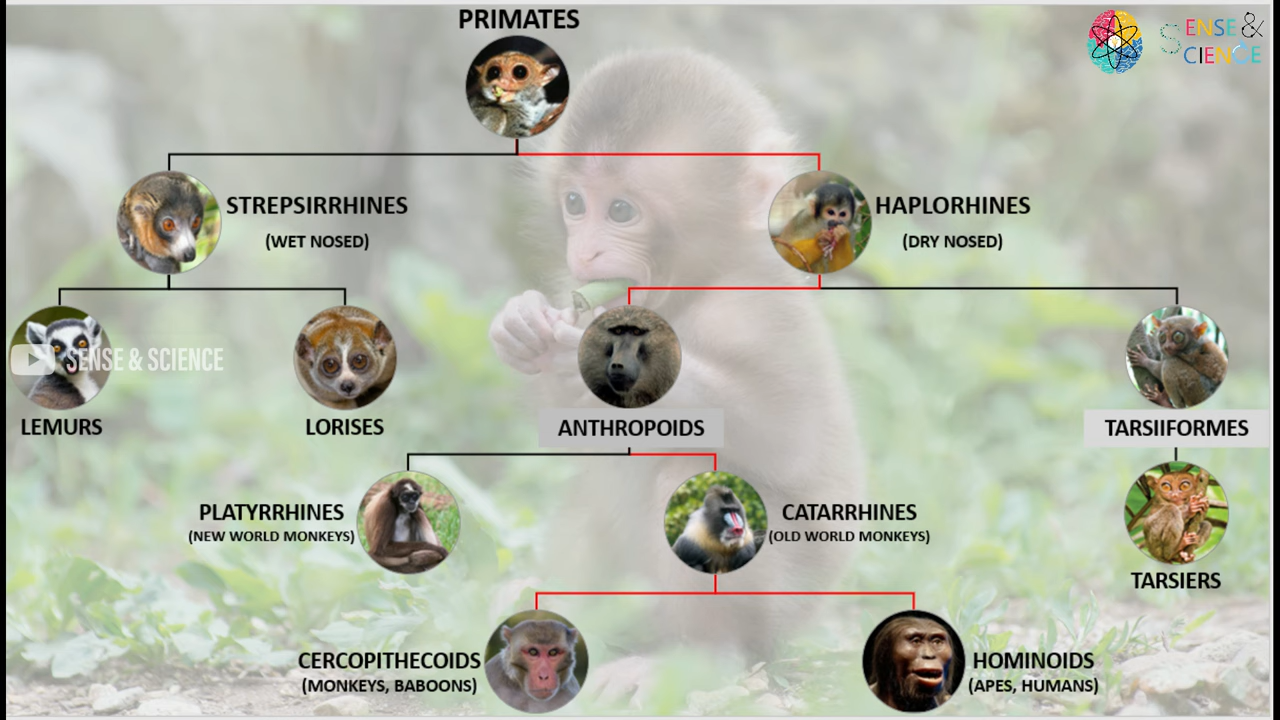 PRIMATES
SENSE &
SCIENCE
STREPSIRRHINES
(WET NOSED)
HAPLORHINES
(DRY NOSED)
SENSE & SCIENCE
LEMURS
LORISES
ANTHROPOIDS
TARSIIFORMES
PLATYRRHINES
(NEW WORLD MONKEYS)
CATARRHINES
(OLD WORLD MONKEYS)
TARSIERS
CERCOPITHECOIDS
(MONKEYS, BABOONS)
HOMINOIDS
(APES, HUMANS)